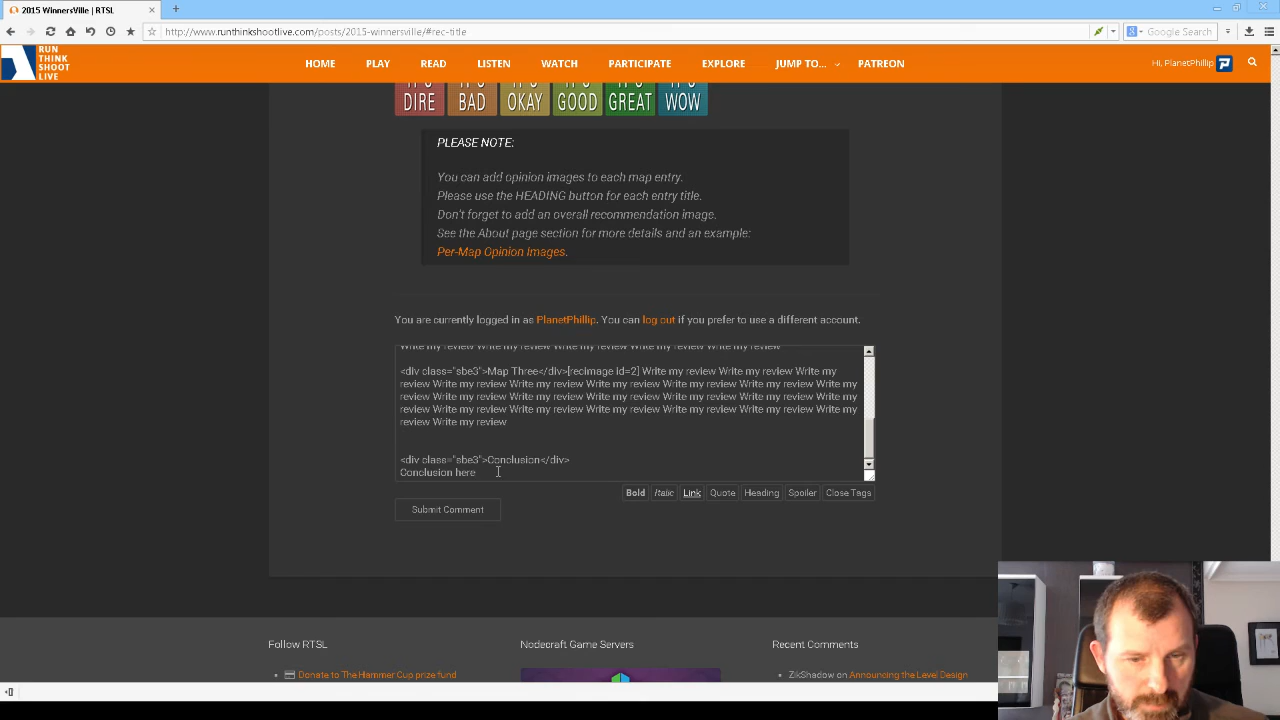 2015 WinnersVille | RTSL
http://www.runthinkshootlive.com/posts/2015-winnersville/#rec-title
Google Search
RUN
THINK
SHOOT
LIVE
HOME PLAY READ LISTEN WATCH PARTICIPATE EXPLORE JUMP TO... PATREON
Hi, PlanetPhillip
DIRE BAD OKAY GOOD GREAT WOW
PLEASE NOTE:
You can add opinion images to each map entry.
Please use the HEADING button for each entry title.
Don't forget to add an overall recommendation image.
See the About page section for more details and an example:
Per-Map Opinion Images.
You are currently logged in as PlanetPhillip. You can log out if you prefer to use a different account.
Write my review Write my review Write my review Write my review Write my review
<div class="sbe3">Map Three</div>[recimage id=2] Write my review Write my review Write my
review Write my review Write my review Write my review Write my review Write my review Write my
review Write my review Write my review Write my review Write my review Write my review Write my
review Write my review Write my review Write my review Write my review Write my review Write my
review Write my review
<div class="sbe3">Conclusion</div>
Conclusion here
Bold Italic Link Quote Heading Spoiler Close Tags
Submit Comment
Follow RTSL
Nodecraft Game Servers
Recent Comments
Donate to The Hammer Cup prize fund
ZikShadow on Announcing the Level Design